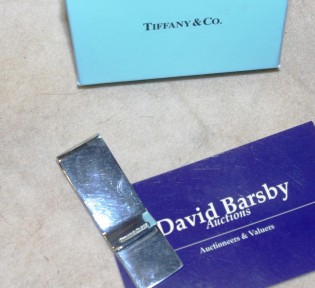 TIFFANY & CO.
David Barsby
Auctions
Auctioneers & Valuers